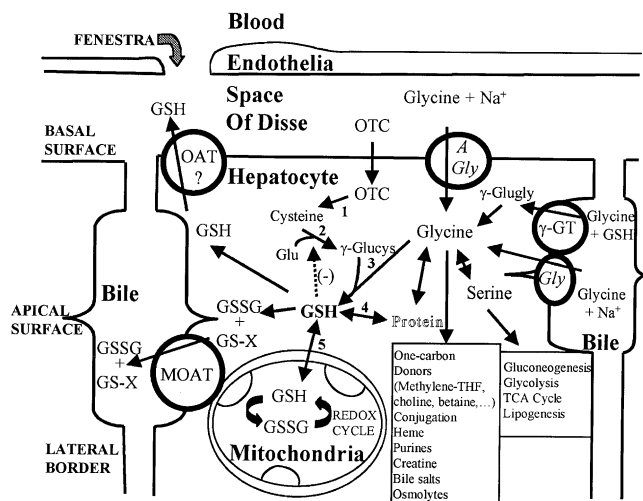 Blood
FENESTRA
Endothelia
Space
Of Disse
Glycine + Na⁺
GSH
OTC
BASAL
SURFACE
OAT
?
A
Gly
Hepatocyte
OTC
γ-Glugly
Cysteine
1
2
Glu
γ-Glucys
3
Glycine
γ-GT
Glycine
+ GSH
GSH
(-)
Gly
Bile
Serine
Glycine +
Na⁺
APICAL
SURFACE
GSSG
+
GS-X
GSH
4
Protein
Bile
GSSG
+
GS-X
MOAT
5
GSH
GSSG
REDOX
CYCLE
Mitochondria
One-carbon
Donors
(Methylene-THF,
choline, betaine,...)
Conjugation
Heme
Purines
Creatine
Bile salts
Osmolytes
Gluconeogenesis
Glycolysis
TCA Cycle
Lipogenesis
LATERAL
BORDER